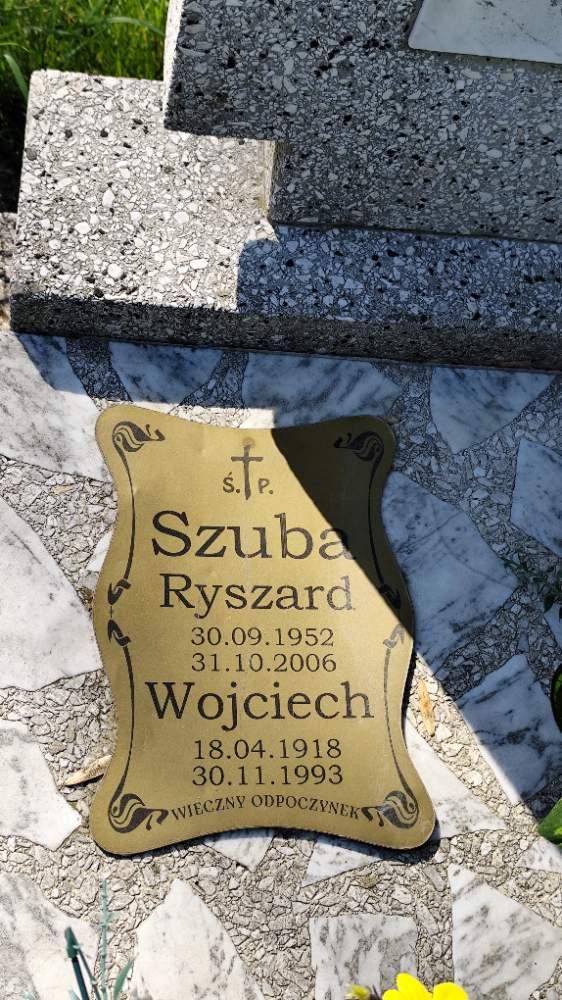 Ś. P.
Szuba
Ryszard
30.09.1952
31.10.2006
Wojciech
18.04.1918
30.11.1993
WIECZNY ODPOCZYNEK